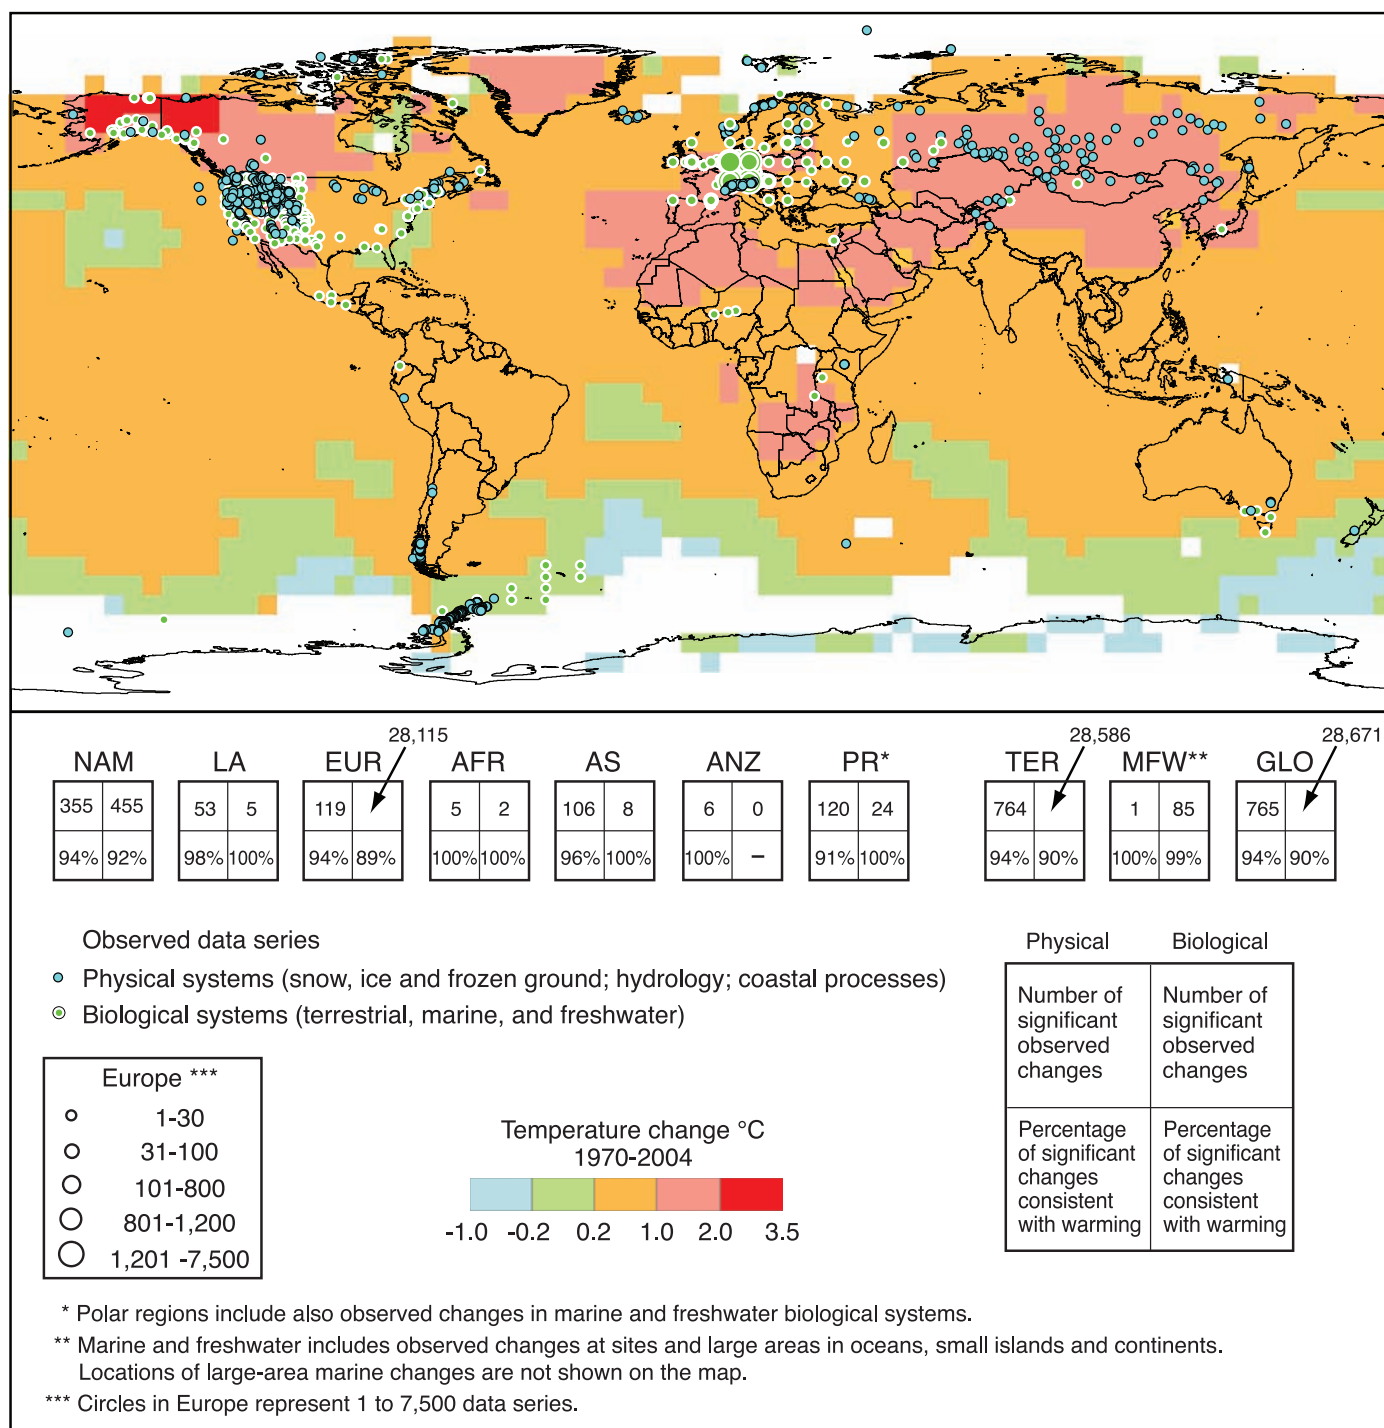 28,115
28,586
28,671
NAM LA EUR AFR AS ANZ PR* TER MFW** GLO
355 455 53 5 119 5 2 106 8 6 0 120 24 764 1 85 765
94% 92% 98% 100% 94% 89% 100% 100% 96% 100% 100% – 91% 100% 94% 90% 100% 99% 94% 90%
Observed data series
Physical systems (snow, ice and frozen ground; hydrology; coastal processes)
Biological systems (terrestrial, marine, and freshwater)
Europe ***
1-30
31-100
101-800
801-1,200
1,201 -7,500
Temperature change °C
1970-2004
-1.0 -0.2 0.2 1.0 2.0 3.5
Physical
Biological
Number of
significant
observed
changes
Number of
significant
observed
changes
Percentage
of significant
changes
consistent
with warming
Percentage
of significant
changes
consistent
with warming
* Polar regions include also observed changes in marine and freshwater biological systems.
** Marine and freshwater includes observed changes at sites and large areas in oceans, small islands and continents.
Locations of large-area marine changes are not shown on the map.
*** Circles in Europe represent 1 to 7,500 data series.